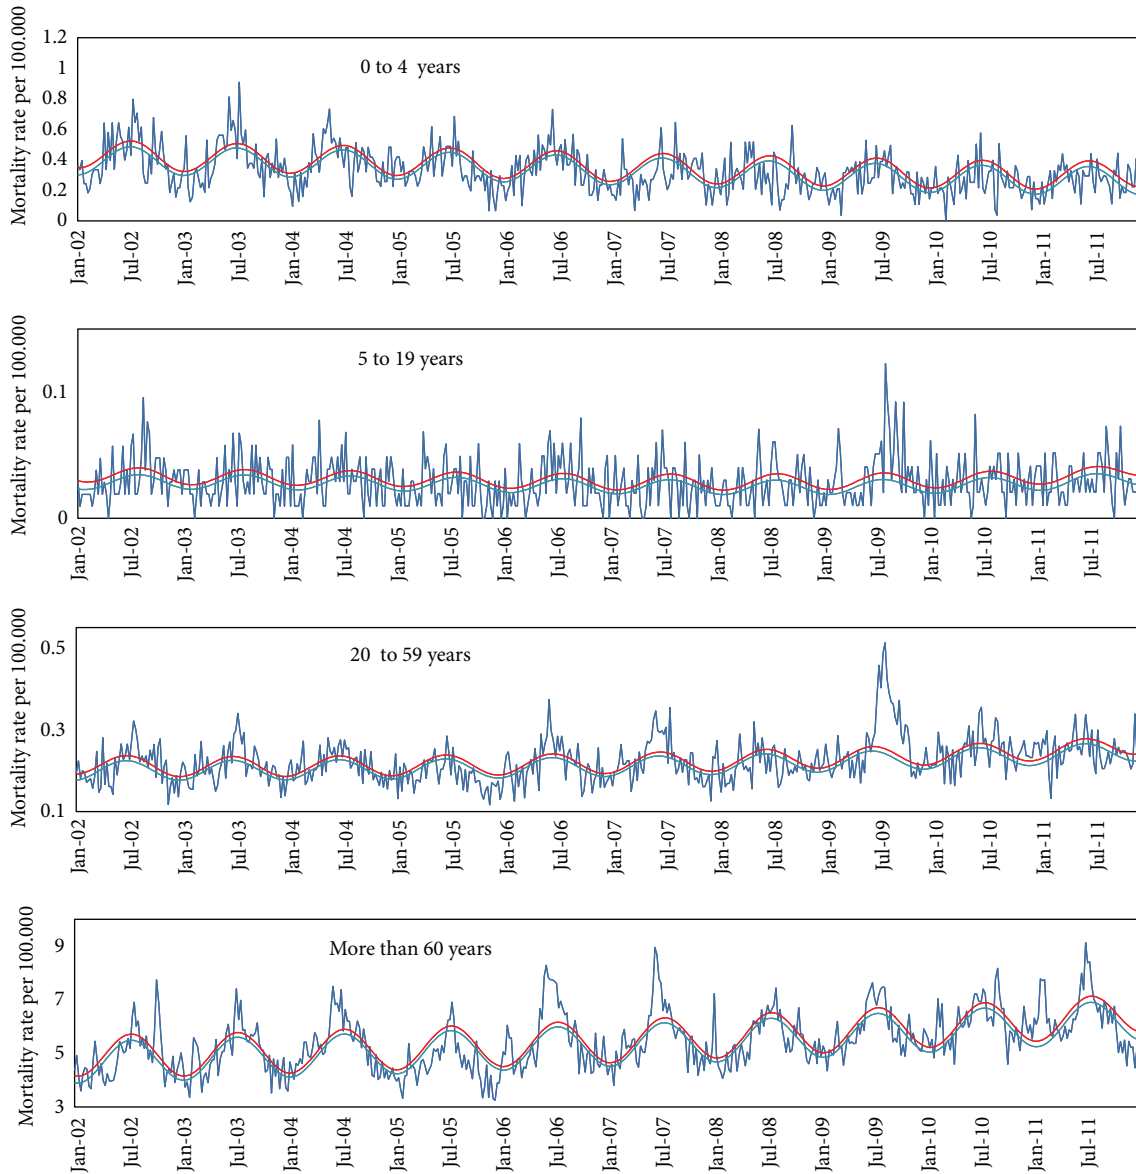 Mortality rate per 100.000
0 to 4 years
1.2
1
0.8
0.6
0.4
0.2
0
Jan-02 Jul-02 Jan-03 Jul-03 Jan-04 Jul-04 Jan-05 Jul-05 Jan-06 Jul-06 Jan-07 Jul-07 Jan-08 Jul-08 Jan-09 Jul-09 Jan-10 Jul-10 Jan-11 Jul-11
Mortality rate per 100.000
5 to 19 years
0.1
0
Jan-02 Jul-02 Jan-03 Jul-03 Jan-04 Jul-04 Jan-05 Jul-05 Jan-06 Jul-06 Jan-07 Jul-07 Jan-08 Jul-08 Jan-09 Jul-09 Jan-10 Jul-10 Jan-11 Jul-11
Mortality rate per 100.000
20 to 59 years
0.5
0.3
0.1
Jan-02 Jul-02 Jan-03 Jul-03 Jan-04 Jul-04 Jan-05 Jul-05 Jan-06 Jul-06 Jan-07 Jul-07 Jan-08 Jul-08 Jan-09 Jul-09 Jan-10 Jul-10 Jan-11 Jul-11
Mortality rate per 100.000
More than 60 years
9
7
5
3
Jan-02 Jul-02 Jan-03 Jul-03 Jan-04 Jul-04 Jan-05 Jul-05 Jan-06 Jul-06 Jan-07 Jul-07 Jan-08 Jul-08 Jan-09 Jul-09 Jan-10 Jul-10 Jan-11 Jul-11